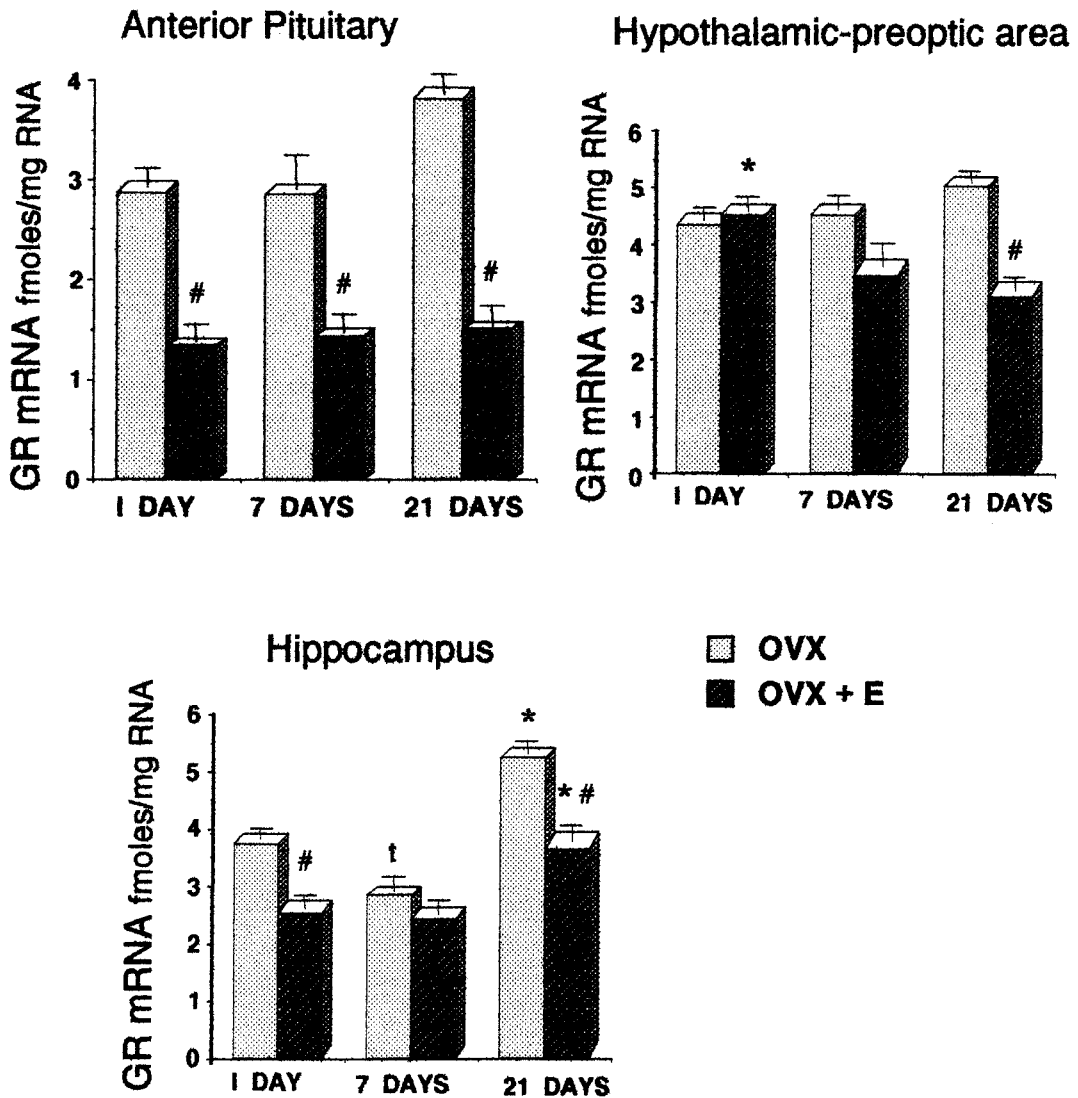 Anterior Pituitary
GR mRNA fmoles/mg RNA
4
3
2
1
0
#
#
#
I DAY
7 DAYS
21 DAYS
Hypothalamic-preoptic area
GR mRNA fmoles/mg RNA
6
5
4
3
2
1
0
*
#
I DAY
7 DAYS
21 DAYS
Hippocampus
GR mRNA fmoles/mg RNA
6
5
4
3
2
1
0
#
t
*
* #
I DAY
7 DAYS
21 DAYS
OVX
OVX + E